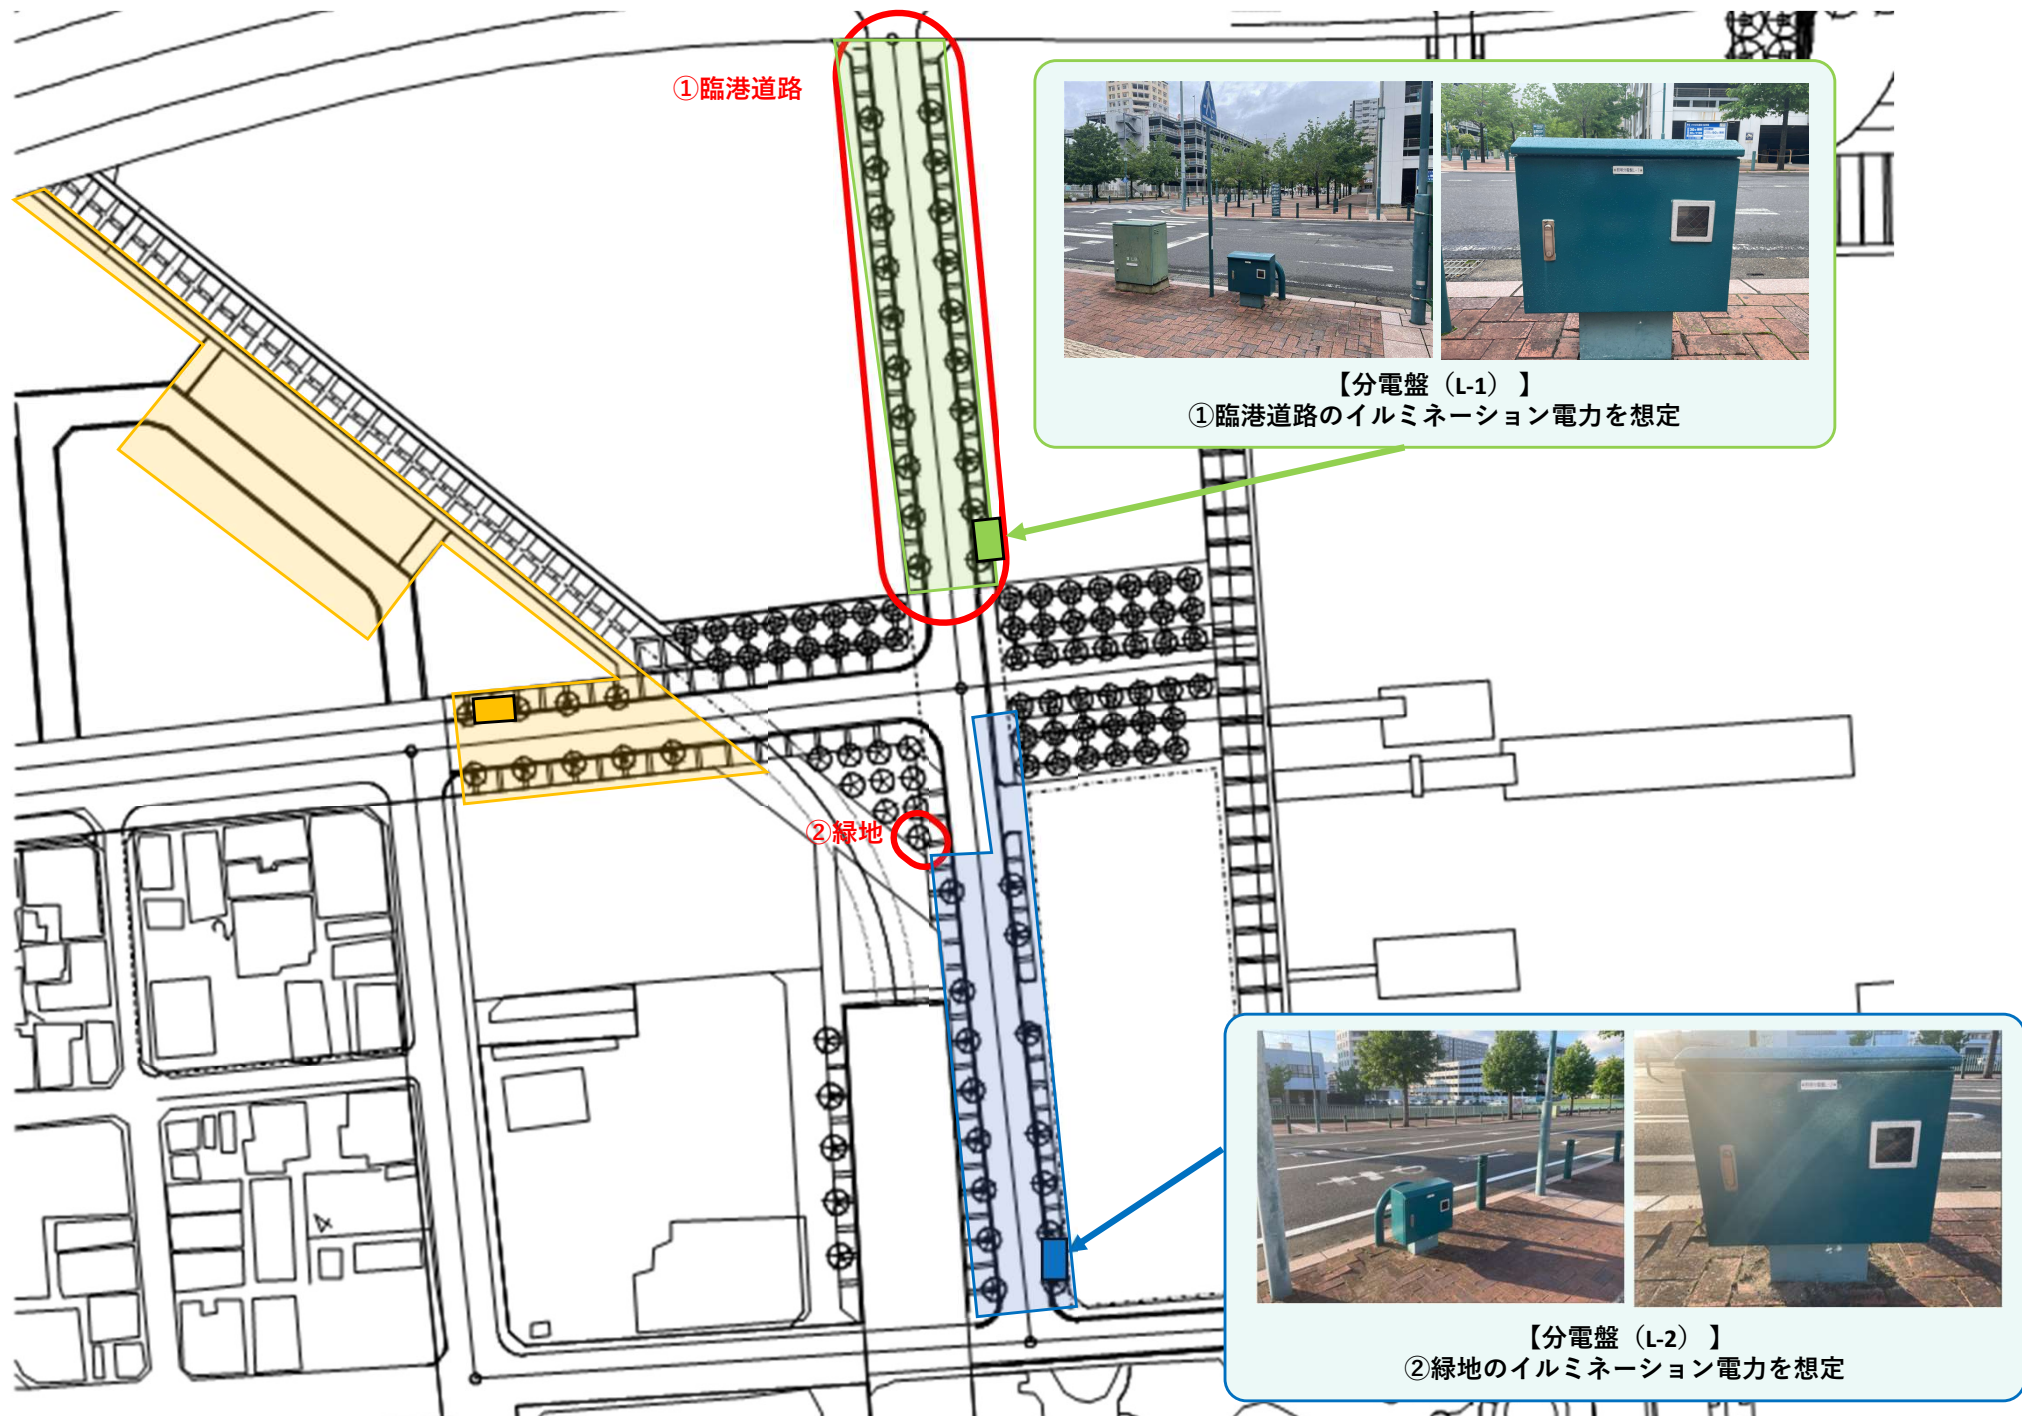 ①臨港道路
【分電盤（L-1） 】
①臨港道路のイルミネーション電力を想定
②緑地
【分電盤（L-2） 】
②緑地のイルミネーション電力を想定